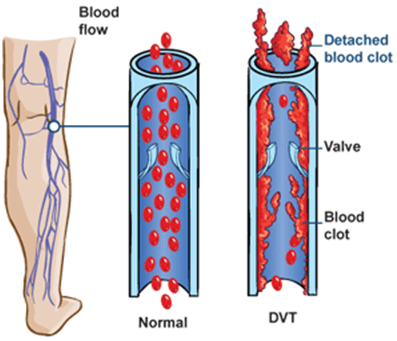 Blood
flow
Detached
blood clot
Valve
Blood
clot
Normal
DVT